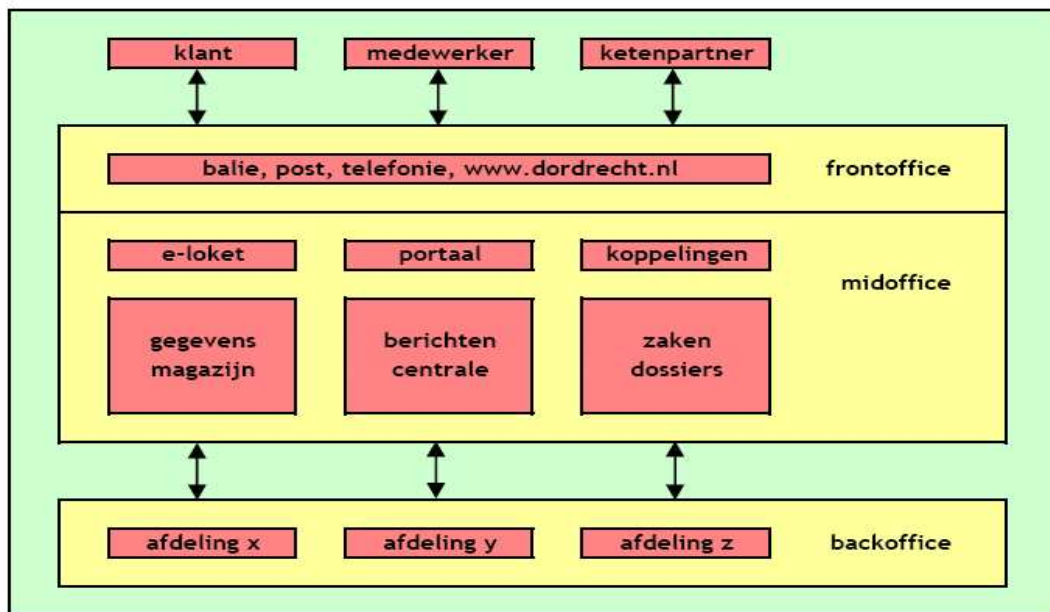 klant
medewerker
ketenpartner
balie, post, telefonie, www.dordrecht.nl
frontoffice
e-loket
portaal
koppelingen
midoffice
gegevens
magazijn
berichten
centrale
zaken
dossiers
afdeling x
afdeling y
afdeling z
backoffice